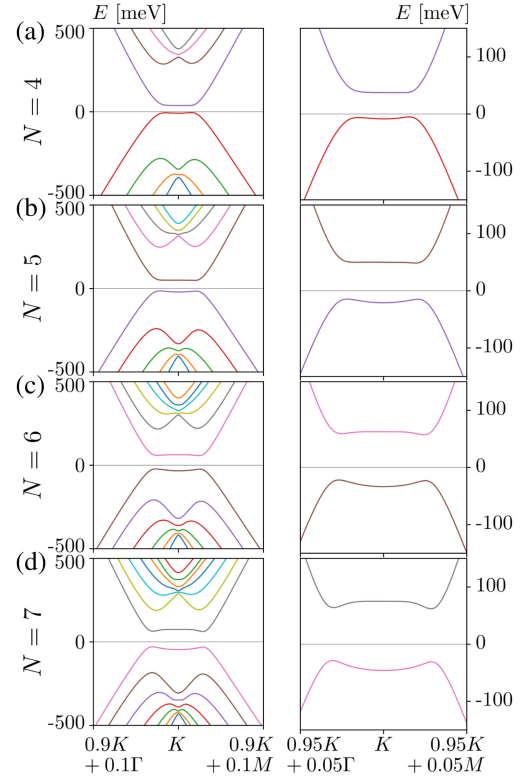 E [meV] E [meV]
(a) 500 100
N = 4 0 0
-100
-500
(b) 500 100
N = 5 0 0
-100
-500
(c) 500 100
N = 6 0 0
-100
-500
(d) 500 100
N = 7 0 0
-100
-500
0.9K K 0.9K 0.95K K 0.95K
+ 0.1Γ + 0.1M + 0.05Γ + 0.05M